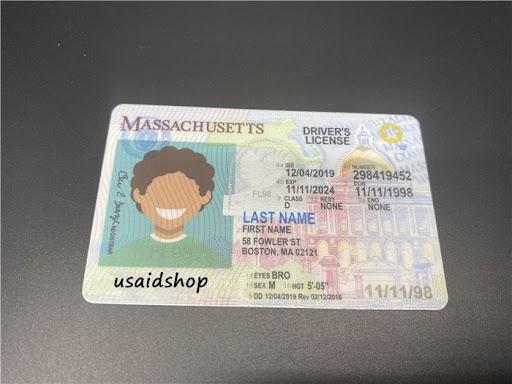 MASSACHUSETTS
DRIVER'S
LICENSE
4a ISS
12/04/2019
4b EXP
11/11/2024
4d NUMBER
298419452
3 DOB
11/11/1998
9 CLASS
D
12 REST
NONE
9a END
NONE
FL98
LAST NAME
FIRST NAME
58 FOWLER ST
BOSTON, MA 02121
EYES BRO
15 SEX M 16 HGT 5'-05"
5 DD 12/04/2019 Rev 02/12/2016
11/11/98
usaidshop